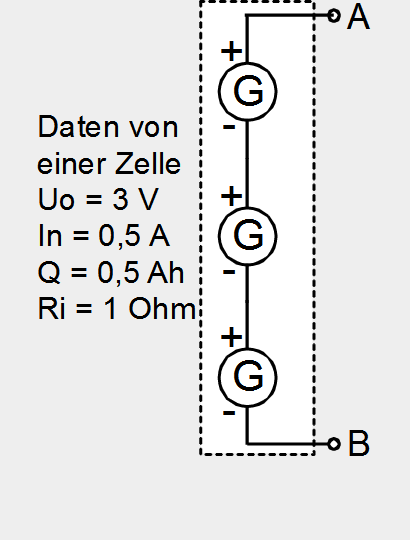 A
+
G
-
Daten von
einer Zelle
Uo = 3 V
+
In = 0,5 A
G
-
Q = 0,5 Ah
Ri = 1 Ohm
+
G
-
B